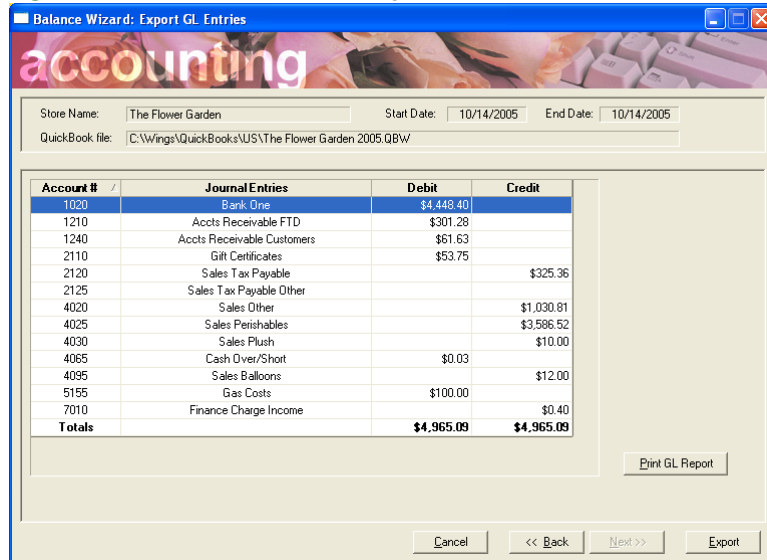 Balance Wizard: Export GL Entries
accounting
Store Name: The Flower Garden Start Date: 10/14/2005 End Date: 10/14/2005
QuickBook file: C:\Wings\QuickBooks\US\The Flower Garden 2005.QBW
Account # Journal Entries Debit Credit
1020 Bank One $4,448.40
1210 Accts Receivable FTD $301.28
1240 Accts Receivable Customers $61.63
2110 Gift Certificates $53.75
2120 Sales Tax Payable $325.36
2125 Sales Tax Payable Other
4020 Sales Other $1,030.81
4025 Sales Perishables $3,586.52
4030 Sales Plush $10.00
4065 Cash Over/Short $0.03
4095 Sales Balloons $12.00
5155 Gas Costs $100.00
7010 Finance Charge Income $0.40
Totals $4,965.09 $4,965.09
Print GL Report
Cancel << Back Next >> Export